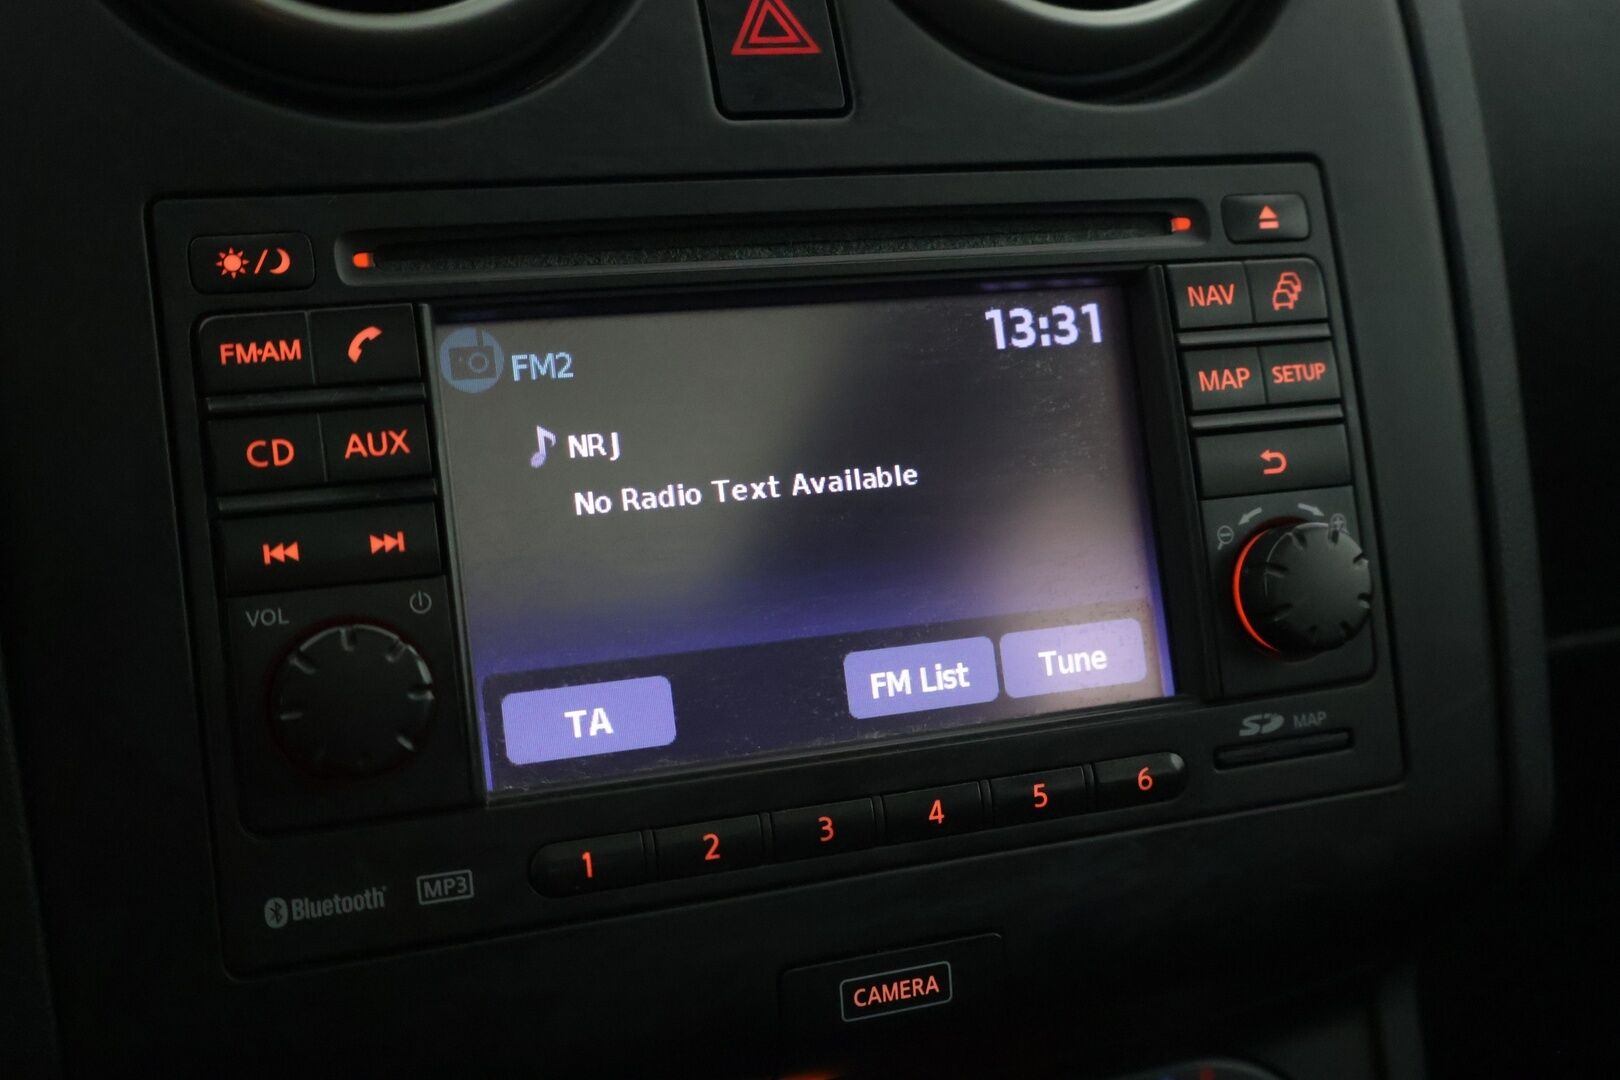 13:31
FM2
NRJ
No Radio Text Available
TA
FM List
Tune
FM·AM
CD
AUX
VOL
NAV
MAP
SETUP
SD MAP
1
2
3
4
5
6
Bluetooth
MP3
CAMERA